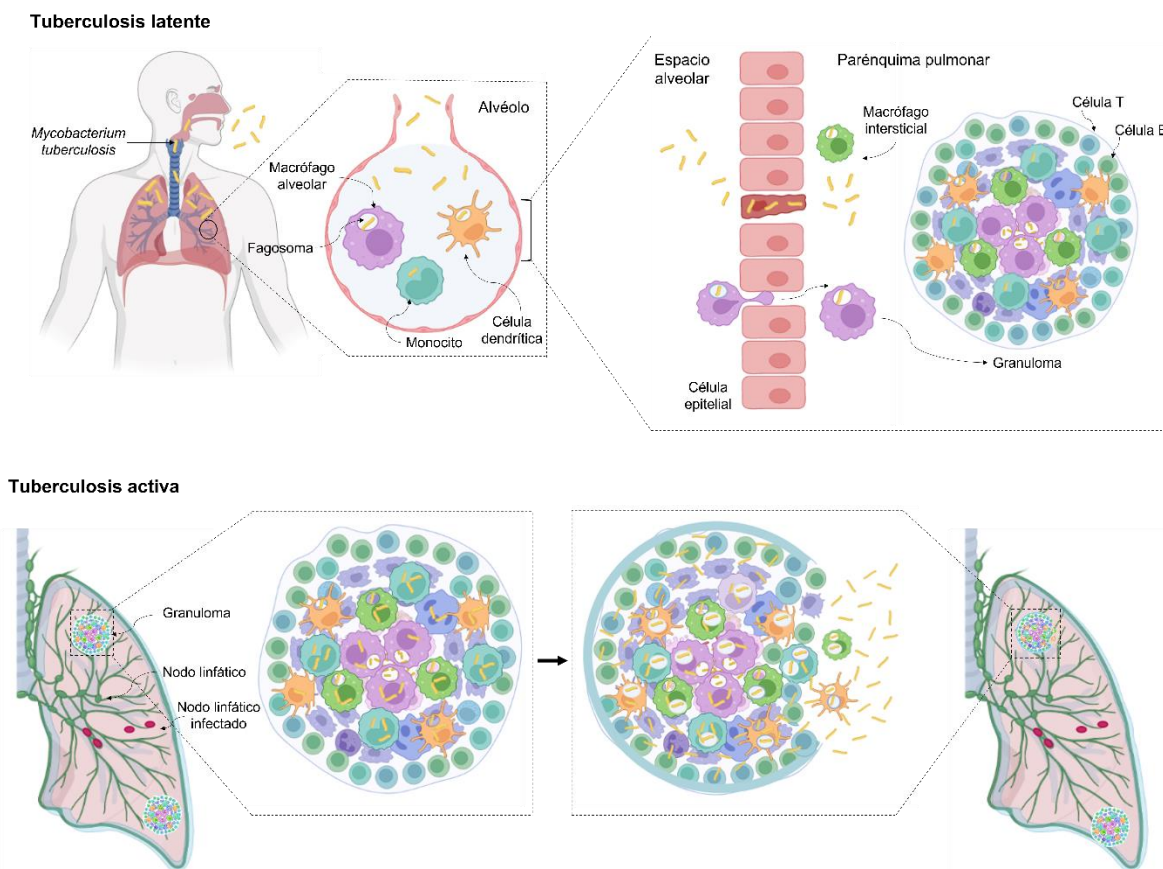 Tuberculosis latente
Mycobacterium
tuberculosis
Alvéolo
Macrófago
alveolar
Fagosoma
Monocito
Célula
dendrítica
Espacio
alveolar
Parénquima pulmonar
Macrófago
intersticial
Célula T
Célula B
Granuloma
Célula
epitelial
Tuberculosis activa
Granuloma
Nodo linfático
Nodo linfático
infectado